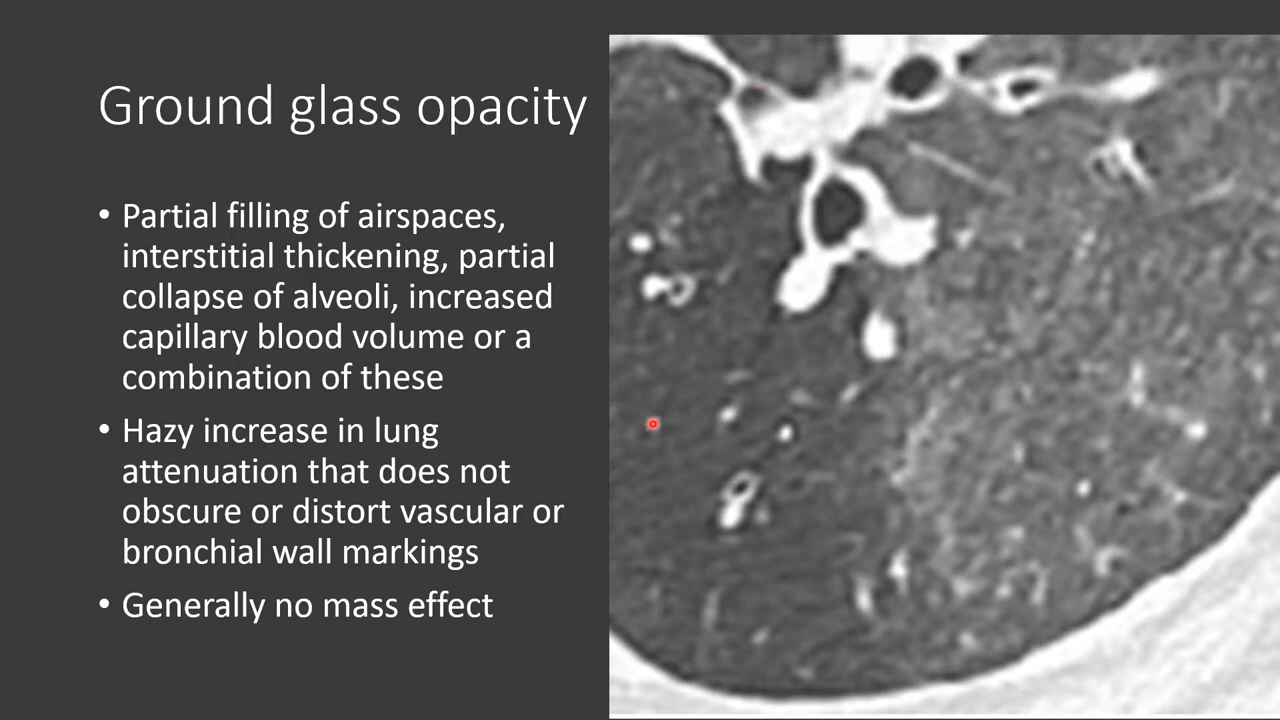 Ground glass opacity
• Partial filling of airspaces,
interstitial thickening, partial
collapse of alveoli, increased
capillary blood volume or a
combination of these
• Hazy increase in lung
attenuation that does not
obscure or distort vascular or
bronchial wall markings
• Generally no mass effect